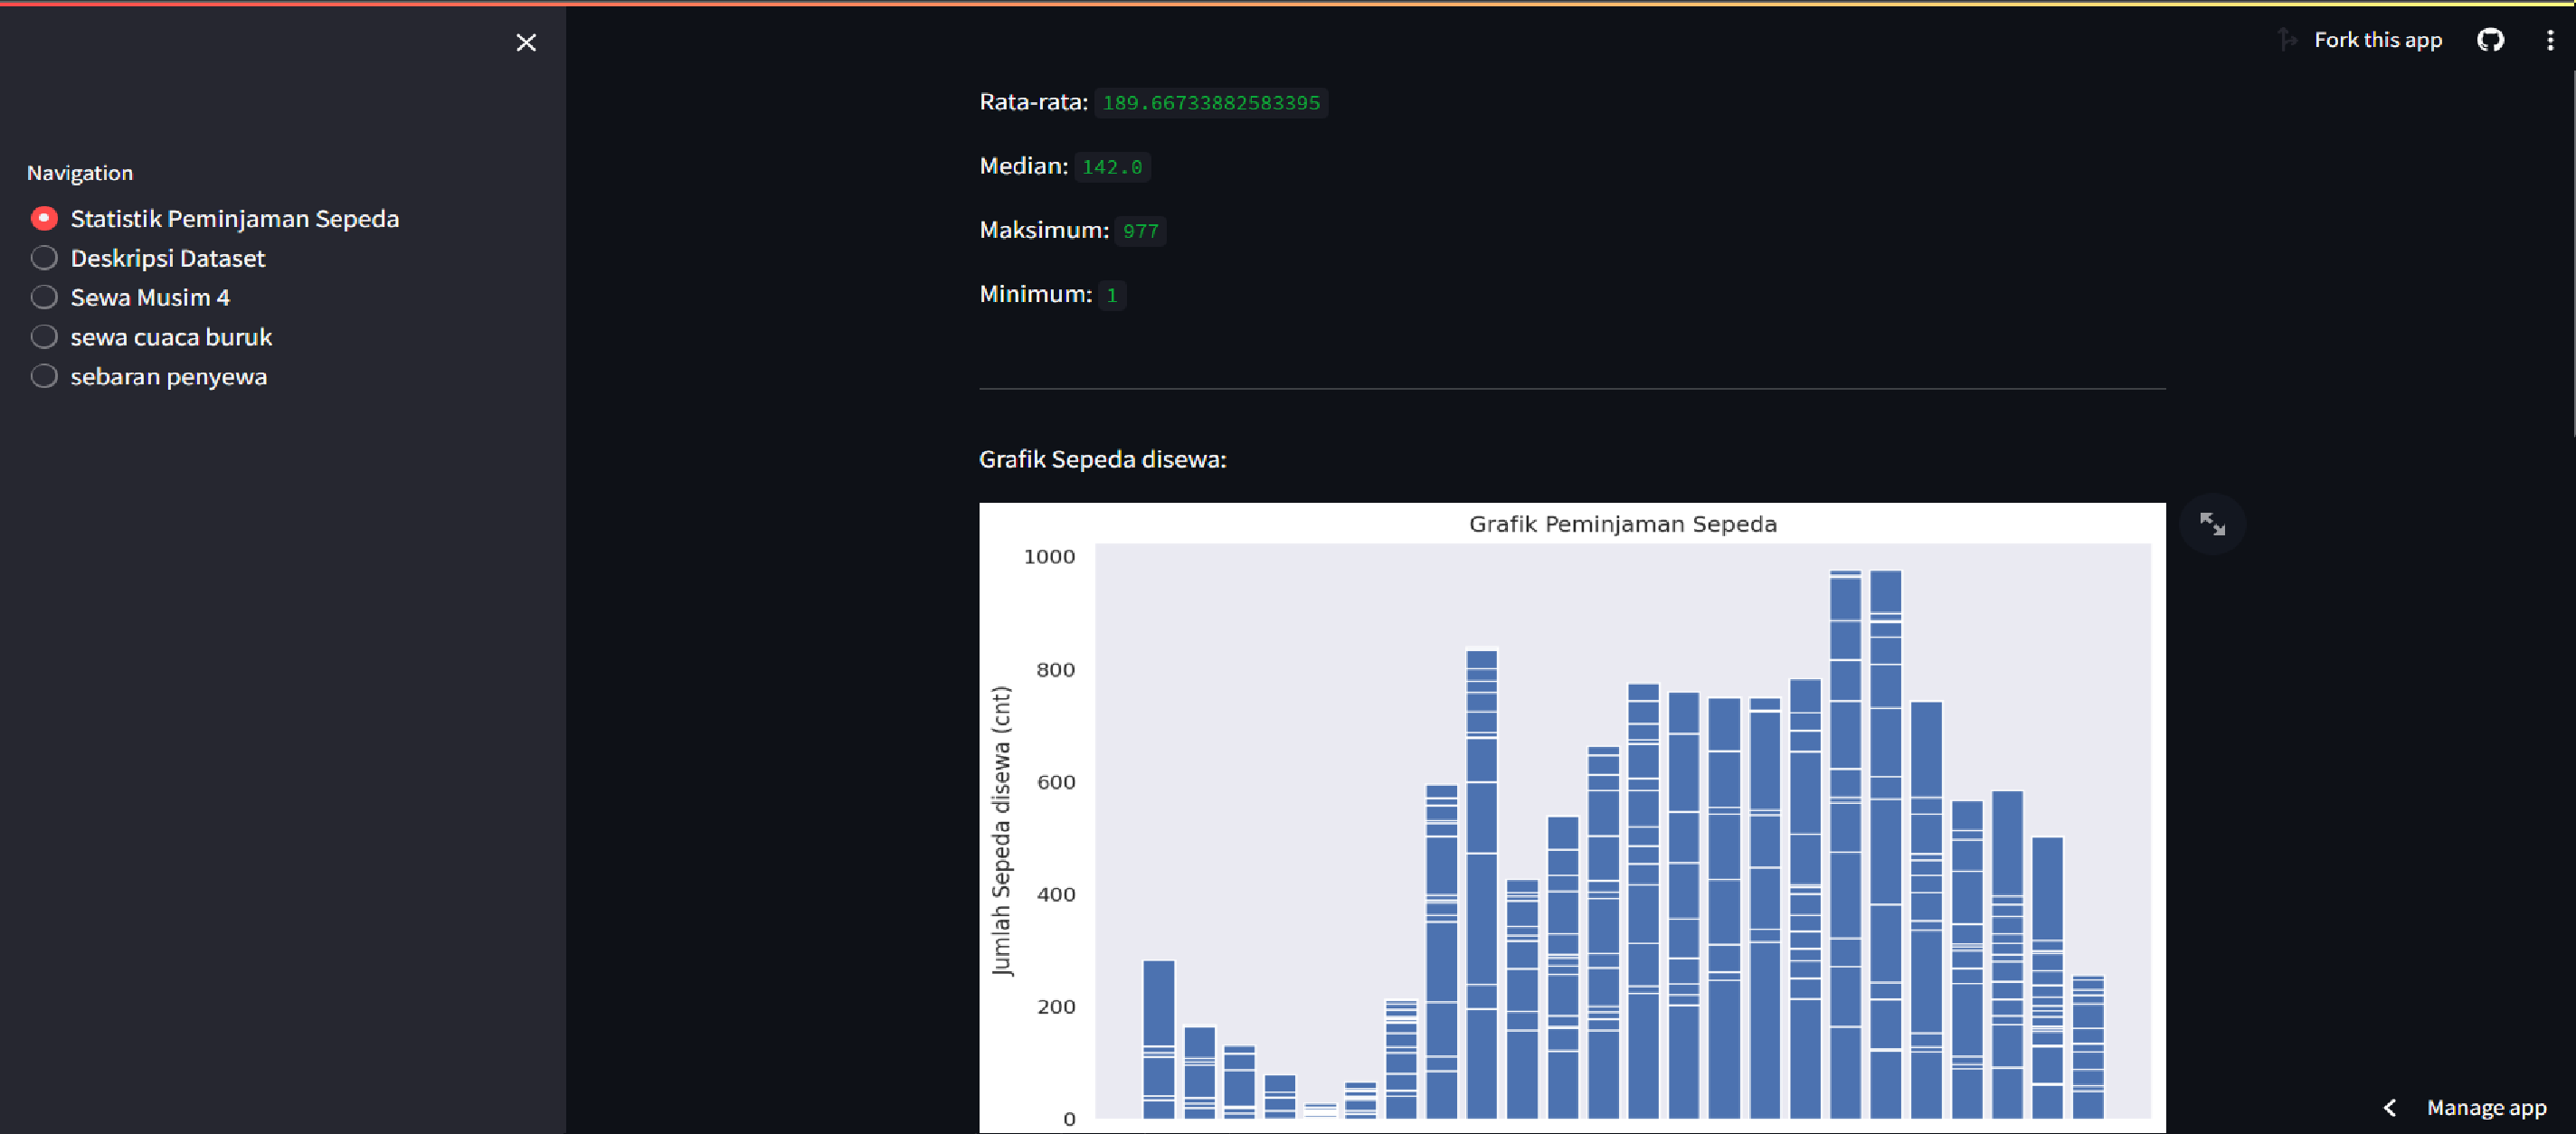 Fork this app
Navigation
Statistik Peminjaman Sepeda
Deskripsi Dataset
Sewa Musim 4
sewa cuaca buruk
sebaran penyewa
Rata-rata: 189.66733882583395
Median: 142.0
Maksimum: 977
Minimum: 1
Grafik Sepeda disewa:
Grafik Peminjaman Sepeda
Jumlah Sepeda disewa (cnt)
1000
800
600
400
200
0
Manage app